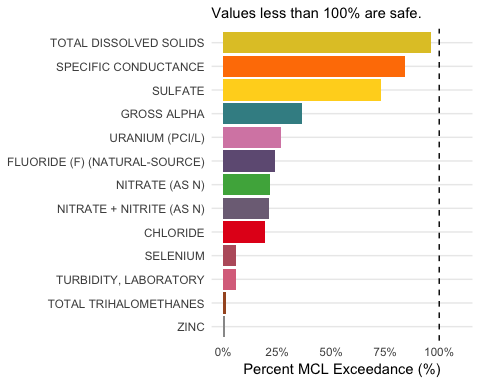 Values less than 100% are safe.
TOTAL DISSOLVED SOLIDS
SPECIFIC CONDUCTANCE
SULFATE
GROSS ALPHA
URANIUM (PCI/L)
FLUORIDE (F) (NATURAL-SOURCE)
NITRATE (AS N)
NITRATE + NITRITE (AS N)
CHLORIDE
SELENIUM
TURBIDITY, LABORATORY
TOTAL TRIHALOMETHANES
ZINC
0% 25% 50% 75% 100%
Percent MCL Exceedance (%)